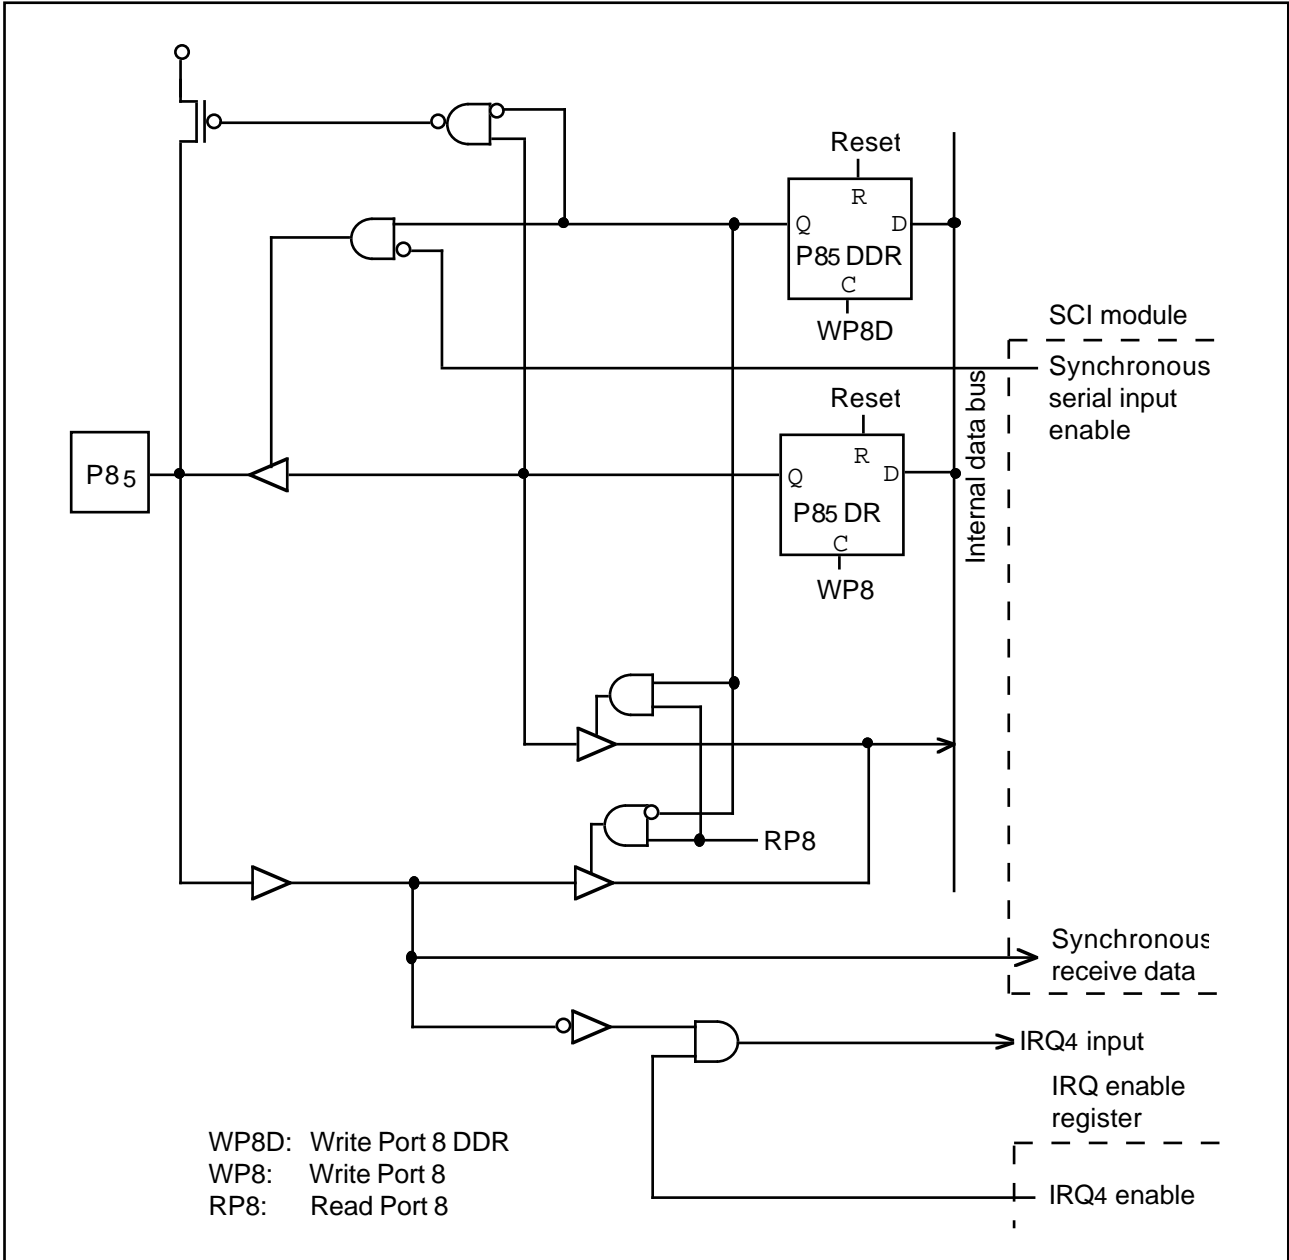 Reset
R
Q
D
P85 DDR
C
WP8D
SCI module
Synchronous
serial input
enable
Internal data bus
Reset
R
Q
D
P85 DR
C
WP8
P85
RP8
Synchronous
receive data
IRQ4 input
IRQ enable
register
WP8D: Write Port 8 DDR
WP8: Write Port 8
RP8: Read Port 8
IRQ4 enable